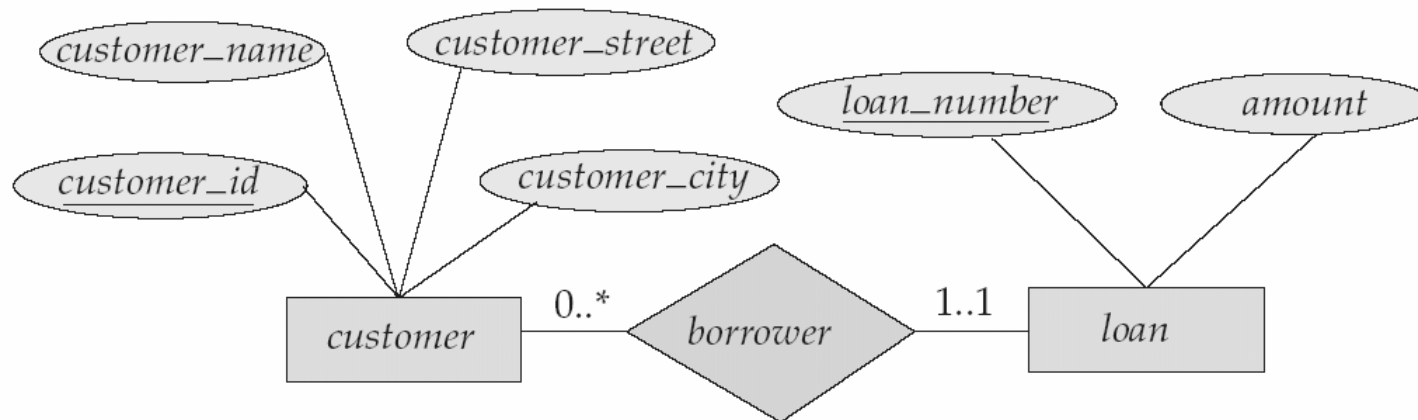 customer_name
customer_street
loan_number
amount
customer_id
customer_city
0..*
1..1
customer
borrower
loan